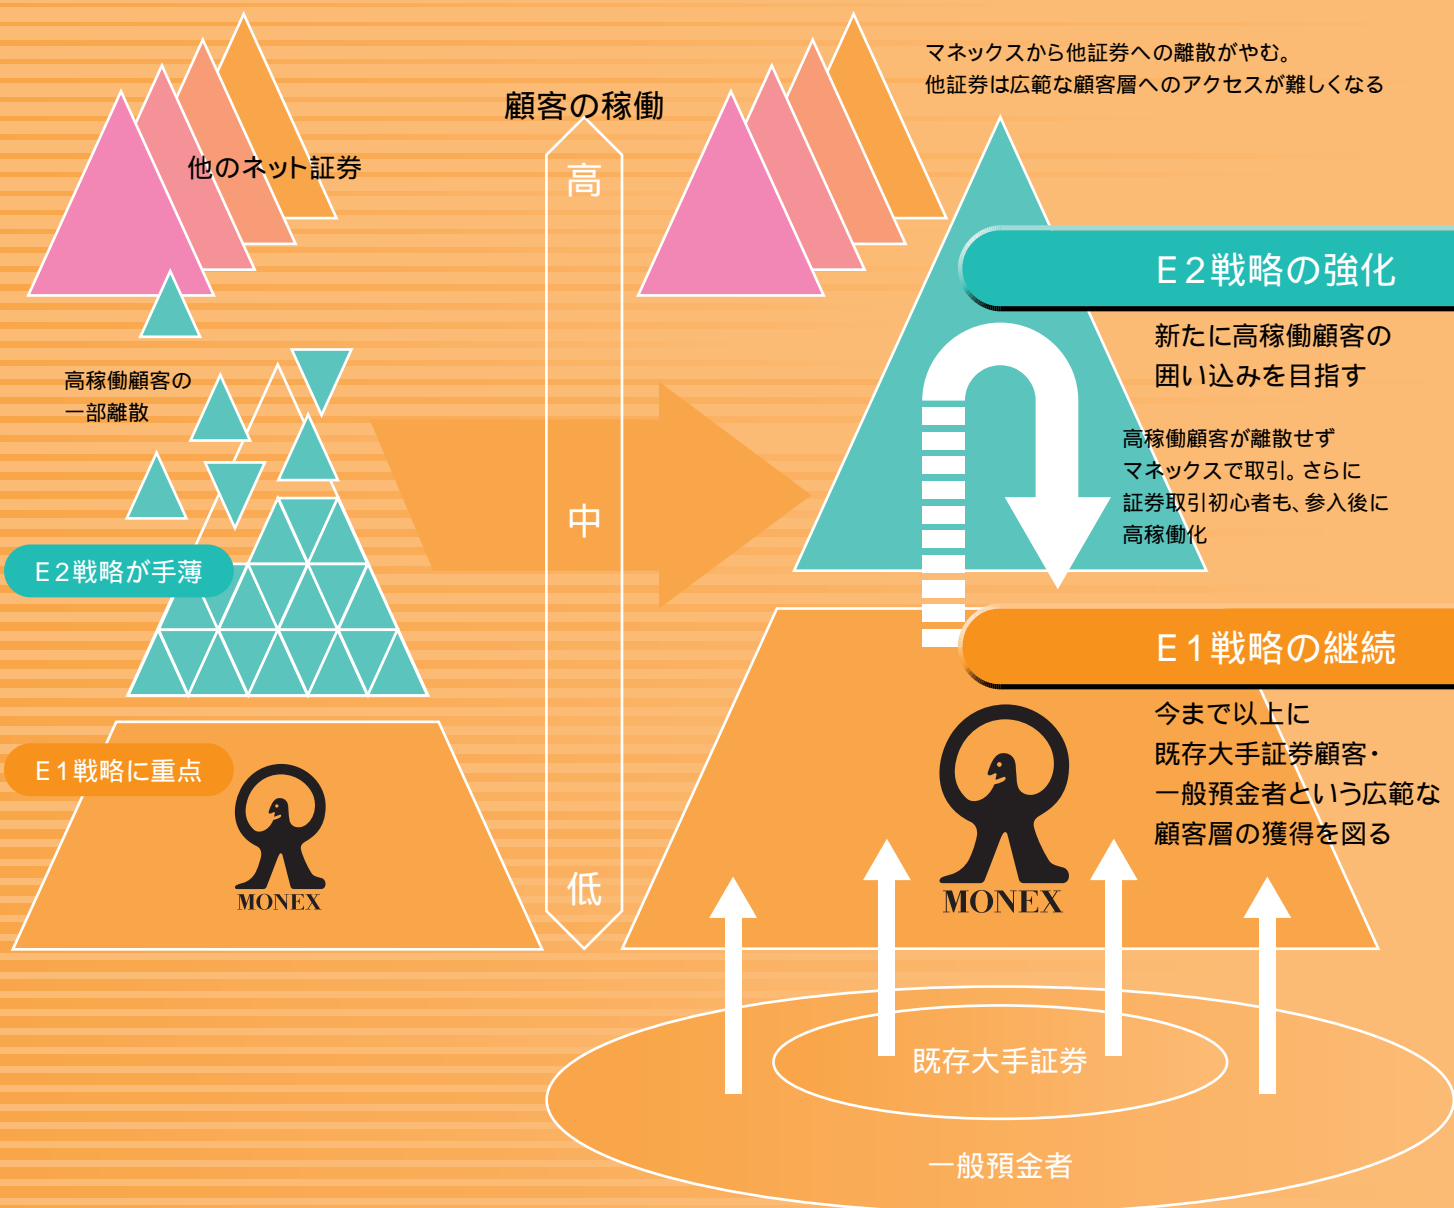 マネックスから他証券への離散がやむ。
他証券は広範な顧客層へのアクセスが難しくなる
顧客の稼働
他のネット証券
高
E2戦略の強化
新たに高稼働顧客の
囲い込みを目指す
高稼働顧客の
一部離散
高稼働顧客が離散せず
マネックスで取引。さらに
証券取引初心者も、参入後に
高稼働化
中
E2戦略が手薄
E1戦略の継続
今まで以上に
既存大手証券顧客・
一般預金者という広範な
顧客層の獲得を図る
E1戦略に重点
MONEX
低
MONEX
既存大手証券
一般預金者